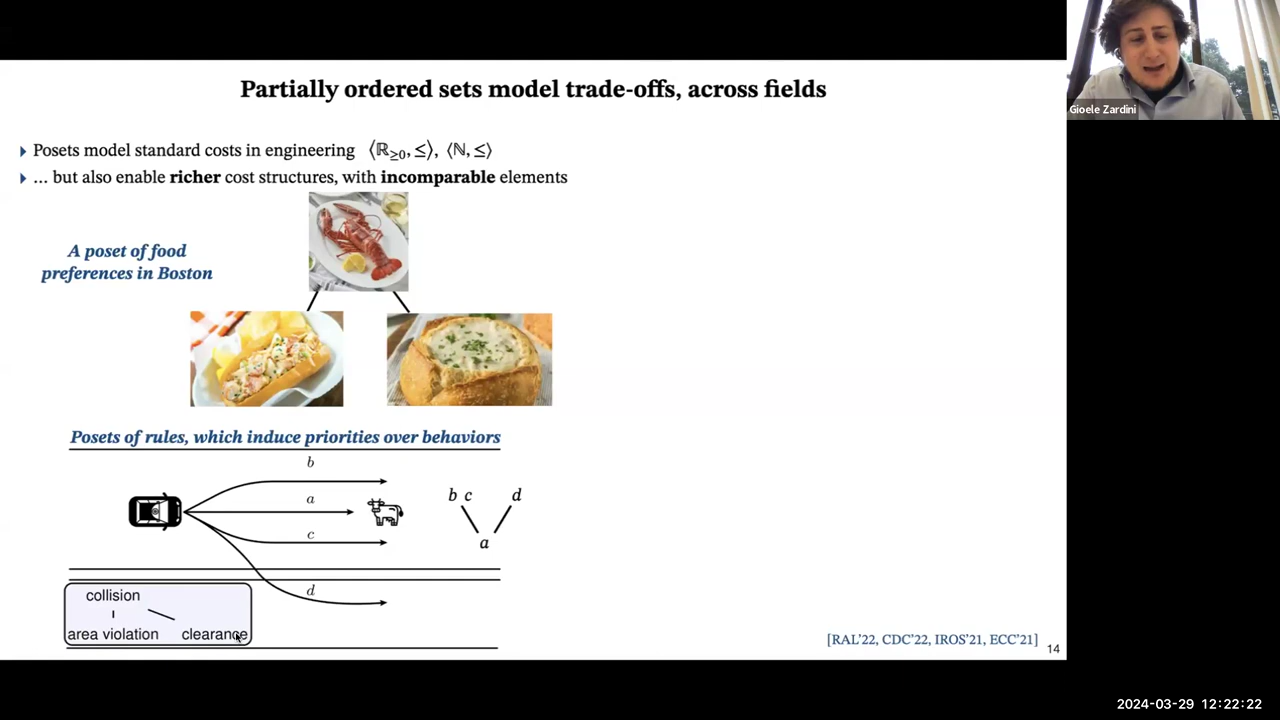 Partially ordered sets model trade-offs, across fields
Gioele Zardini
Posets model standard costs in engineering ⟨ℝ≥0, ≤⟩, ⟨ℕ, ≤⟩
... but also enable richer cost structures, with incomparable elements
A poset of food
preferences in Boston
Posets of rules, which induce priorities over behaviors
b
a
c
d
b c d
a
collision
area violation clearance
[RAL'22, CDC'22, IROS'21, ECC'21]
14
2024-03-29 12:22:22